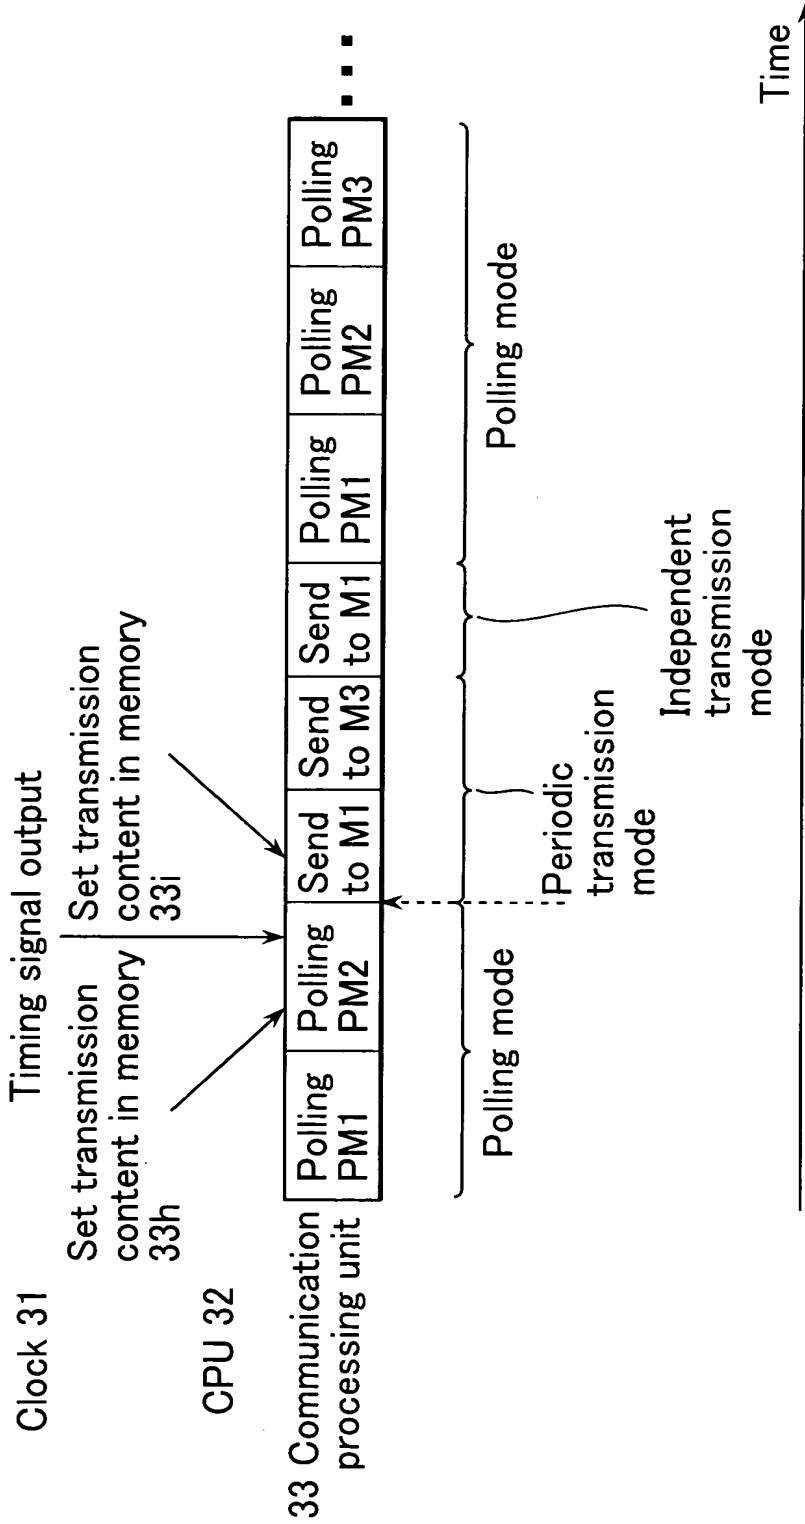 Clock 31
Timing signal output
Set transmission
content in memory
33h
Set transmission
content in memory
33i
CPU 32
33 Communication
processing unit
Polling
PM1
Polling
PM2
Send
to M1
Send
to M3
Send
to M1
Polling
PM1
Polling
PM2
Polling
PM3
Polling mode
Periodic
transmission
mode
Independent
transmission
mode
Polling mode
Time